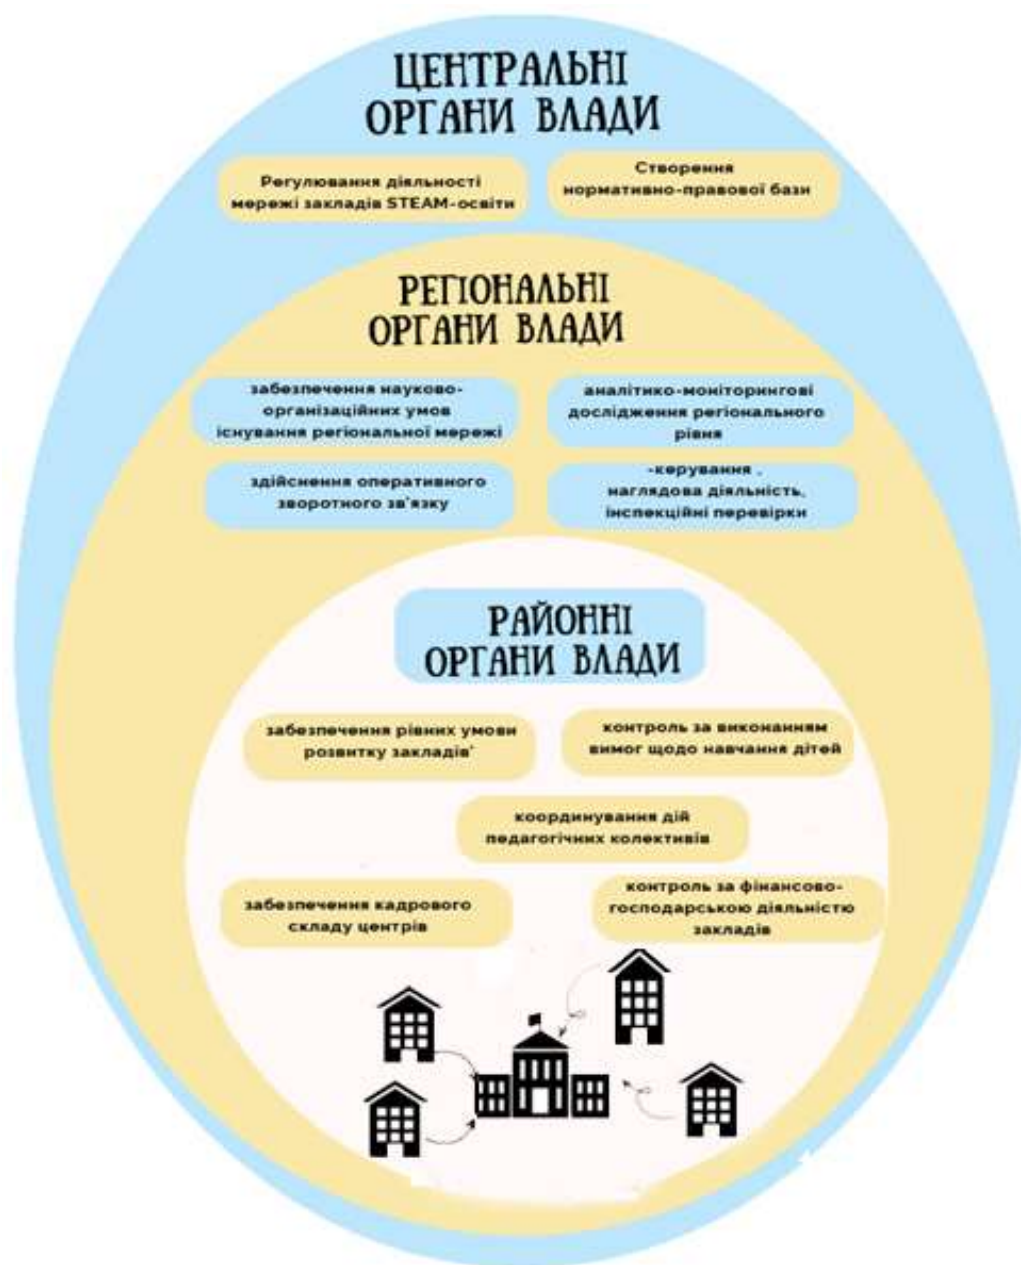 ЦЕНТРАЛЬНІ
ОРГАНИ ВЛАДИ
Регулювання діяльності
мережі закладів STEAM-освіти
Створення
нормативно-правової бази
РЕГІОНАЛЬНІ
ОРГАНИ ВЛАДИ
забезпечення науково-
організаційних умов
існування регіональної мережі
аналітико-моніторингові
дослідження регіонального
рівня
здійснення оперативного
зворотного зв'язку
-керування ,
наглядова діяльність,
інспекційні перевірки
РАЙОННІ
ОРГАНИ ВЛАДИ
забезпечення рівних умови
розвитку закладів'
контроль за виконанням
вимог щодо навчання дітей
координування дій
педагогічних колективів
забезпечення кадрового
складу центрів
контроль за фінансово-
господарською діяльністю
закладів